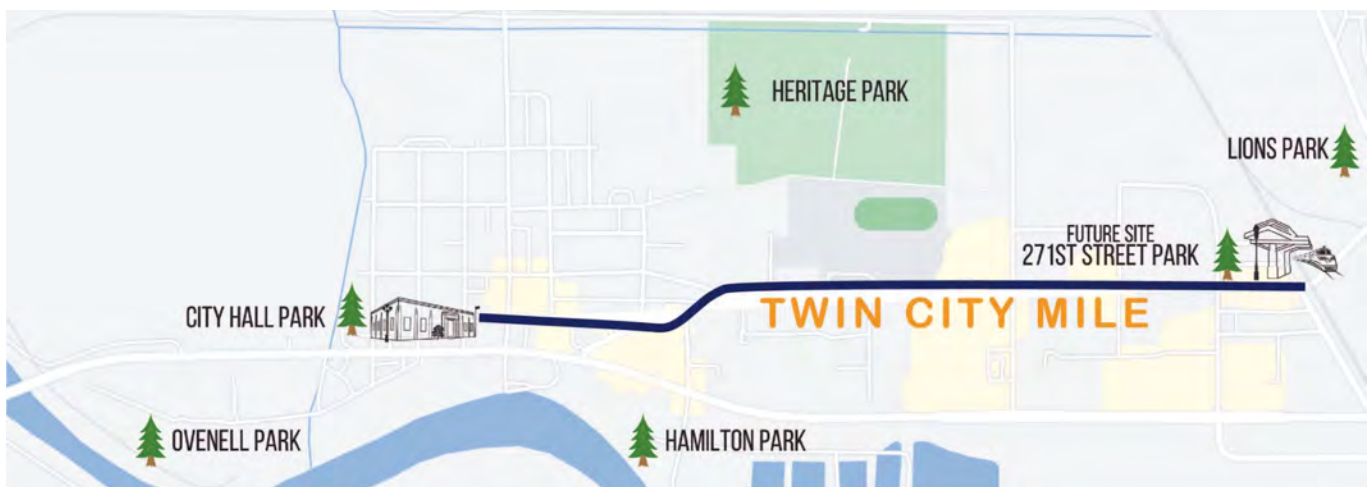 HERITAGE PARK
LIONS PARK
FUTURE SITE
271ST STREET PARK
CITY HALL PARK
TWIN CITY MILE
OVENELL PARK
HAMILTON PARK